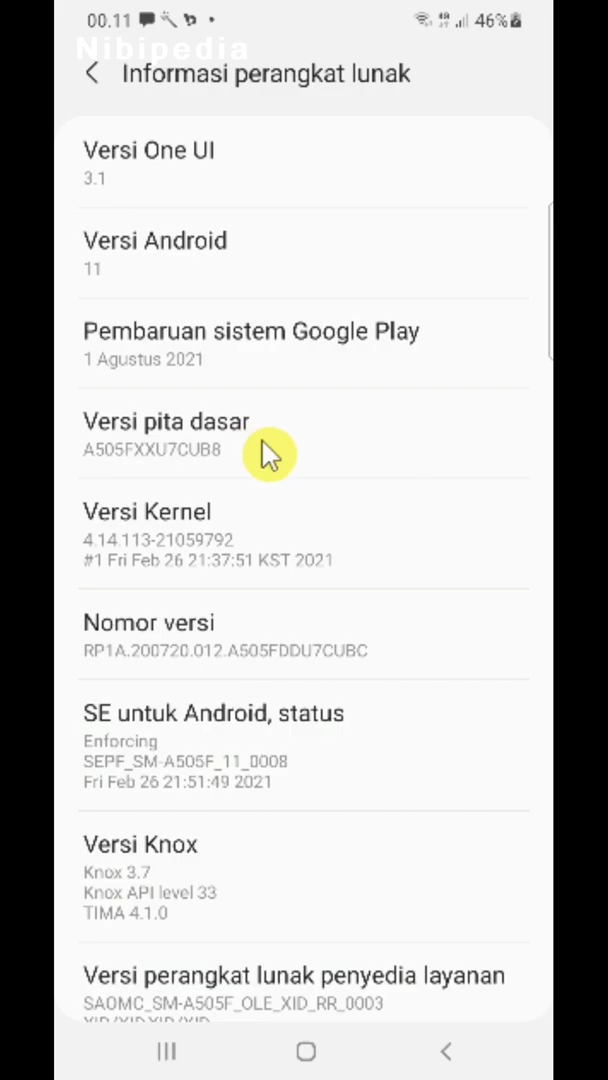 00.11
46%
Nibipedia
Informasi perangkat lunak
Versi One UI
3.1
Versi Android
11
Pembaruan sistem Google Play
1 Agustus 2021
Versi pita dasar
A505FXXU7CUB8
Versi Kernel
4.14.113-21059792
#1 Fri Feb 26 21:37:51 KST 2021
Nomor versi
RP1A.200720.012.A505FDDU7CUBC
SE untuk Android, status
Enforcing
SEPF_SM-A505F_11_0008
Fri Feb 26 21:51:49 2021
Versi Knox
Knox 3.7
Knox API level 33
TIMA 4.1.0
Versi perangkat lunak penyedia layanan
SAOMC_SM-A505F_OLE_XID_RR_0003